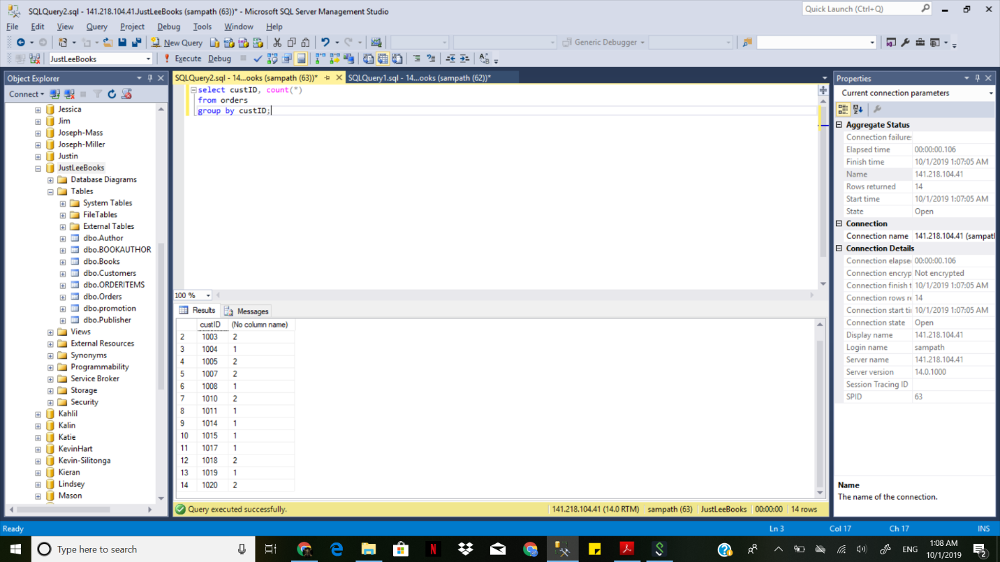 SQLQuery2.sql - 141.218.104.41.JustLeeBooks (sampath (63))* - Microsoft SQL Server Management Studio
Quick Launch (Ctrl+Q)
File Edit View Query Project Debug Tools Window Help
New Query
Generic Debugger
JustLeeBooks
Execute Debug
Object Explorer
Connect
Jessica
Jim
Joseph-Mass
Joseph-Miller
Justin
JustLeeBooks
Database Diagrams
Tables
System Tables
FileTables
External Tables
dbo.Author
dbo.BOOKAUTHOR
dbo.Books
dbo.Customers
dbo.ORDERITEMS
dbo.Orders
dbo.promotion
dbo.Publisher
Views
External Resources
Synonyms
Programmability
Service Broker
Storage
Security
Kahlil
Kalin
Katie
KevinHart
Kevin-Silitonga
Kieran
Lindsey
Mason
SQLQuery2.sql - 14...ooks (sampath (63))*
SQLQuery1.sql - 14...ooks (sampath (62))*
select custID, count(*)
from orders
group by custID;
100 %
Results Messages
custID (No column name)
2 1003 2
3 1004 1
4 1005 2
5 1007 2
6 1008 1
7 1010 2
8 1011 1
9 1014 1
10 1015 1
11 1017 1
12 1018 2
13 1019 1
14 1020 2
Query executed successfully.
141.218.104.41 (14.0 RTM) sampath (63) JustLeeBooks 00:00:00 14 rows
Properties
Current connection parameters
Aggregate Status
Connection failure
Elapsed time 00:00:00.106
Finish time 10/1/2019 1:07:05 AM
Name 141.218.104.41
Rows returned 14
Start time 10/1/2019 1:07:05 AM
State Open
Connection
Connection name 141.218.104.41 (sampath
Connection Details
Connection elapse 00:00:00.106
Connection encryp Not encrypted
Connection finish t 10/1/2019 1:07:05 AM
Connection rows r 14
Connection start ti 10/1/2019 1:07:05 AM
Connection state Open
Display name 141.218.104.41
Login name sampath
Server name 141.218.104.41
Server version 14.0.1000
Session Tracing ID
SPID 63
Name
The name of the connection.
Ready
Ln 3 Col 17 Ch 17 INS
Type here to search
ENG
1:08 AM
10/1/2019
2